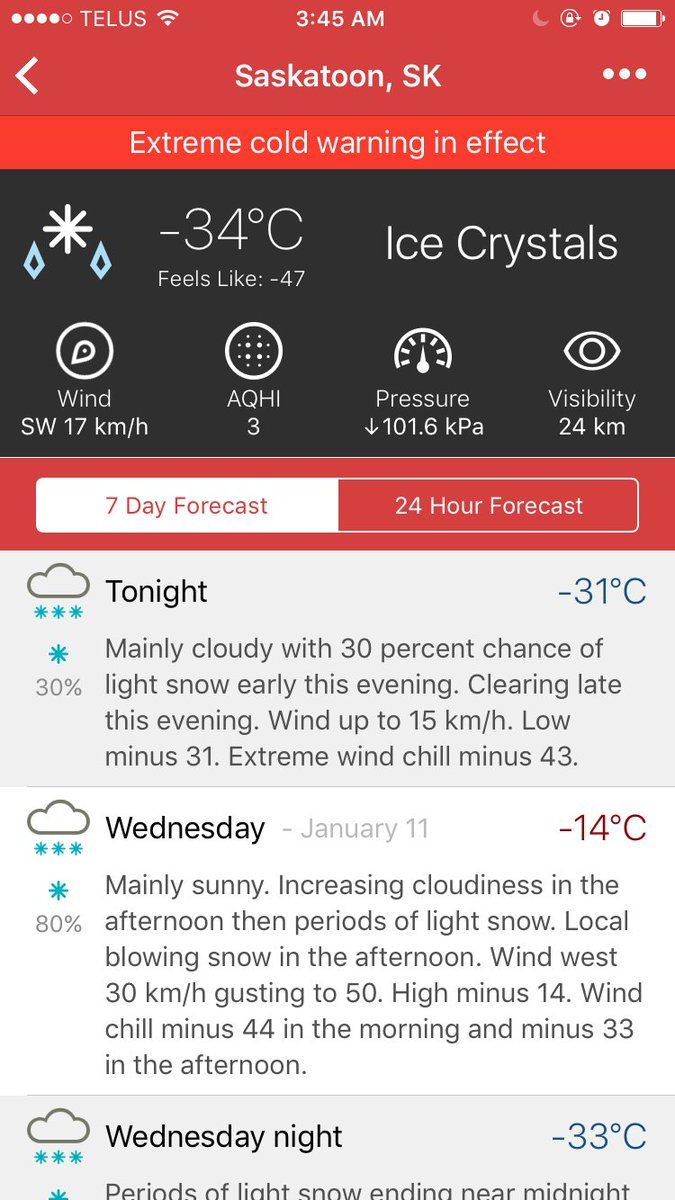 TELUS 3:45 AM
Saskatoon, SK
Extreme cold warning in effect
-34°C
Feels Like: -47
Ice Crystals
Wind AQHI Pressure Visibility
SW 17 km/h 3 ↓101.6 kPa 24 km
7 Day Forecast 24 Hour Forecast
Tonight -31°C
30%
Mainly cloudy with 30 percent chance of
light snow early this evening. Clearing late
this evening. Wind up to 15 km/h. Low
minus 31. Extreme wind chill minus 43.
Wednesday - January 11 -14°C
80%
Mainly sunny. Increasing cloudiness in the
afternoon then periods of light snow. Local
blowing snow in the afternoon. Wind west
30 km/h gusting to 50. High minus 14. Wind
chill minus 44 in the morning and minus 33
in the afternoon.
Wednesday night -33°C
Periods of light snow ending near midnight